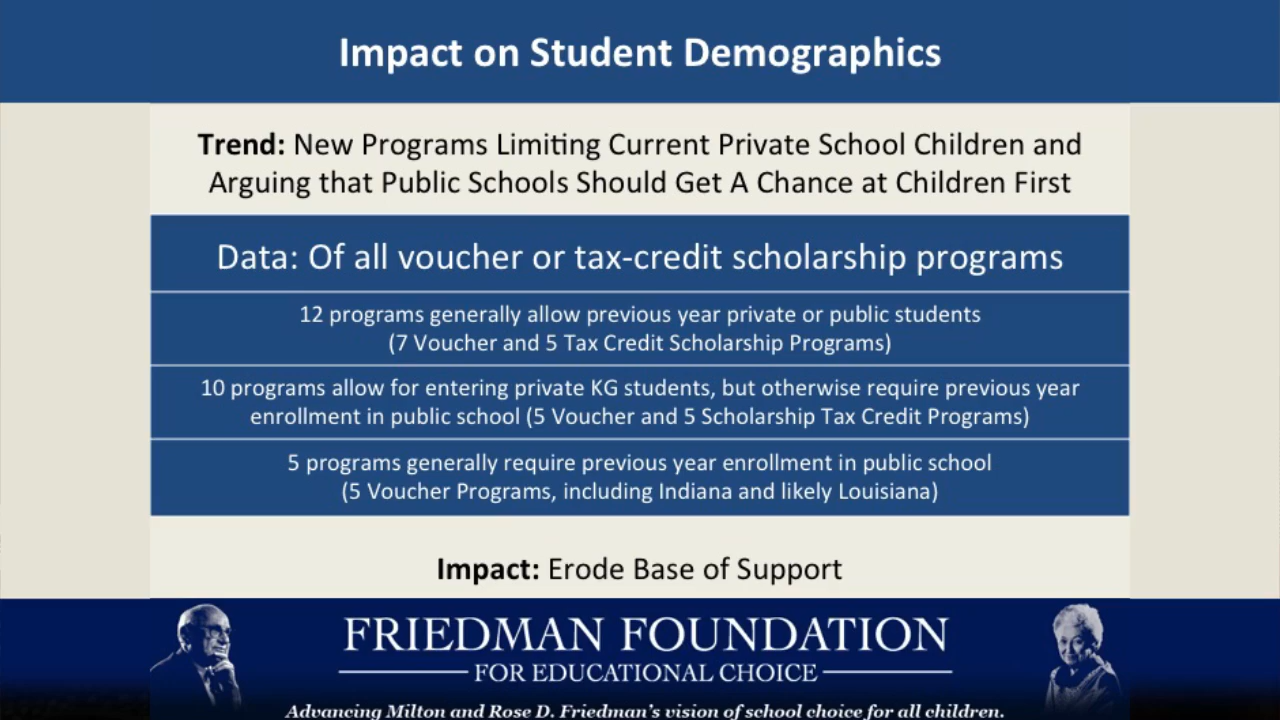 Impact on Student Demographics
Trend: New Programs Limiting Current Private School Children and
Arguing that Public Schools Should Get A Chance at Children First
Data: Of all voucher or tax-credit scholarship programs
12 programs generally allow previous year private or public students
(7 Voucher and 5 Tax Credit Scholarship Programs)
10 programs allow for entering private KG students, but otherwise require previous year
enrollment in public school (5 Voucher and 5 Scholarship Tax Credit Programs)
5 programs generally require previous year enrollment in public school
(5 Voucher Programs, including Indiana and likely Louisiana)
Impact: Erode Base of Support
FRIEDMAN FOUNDATION
FOR EDUCATIONAL CHOICE
Advancing Milton and Rose D. Friedman's vision of school choice for all children.